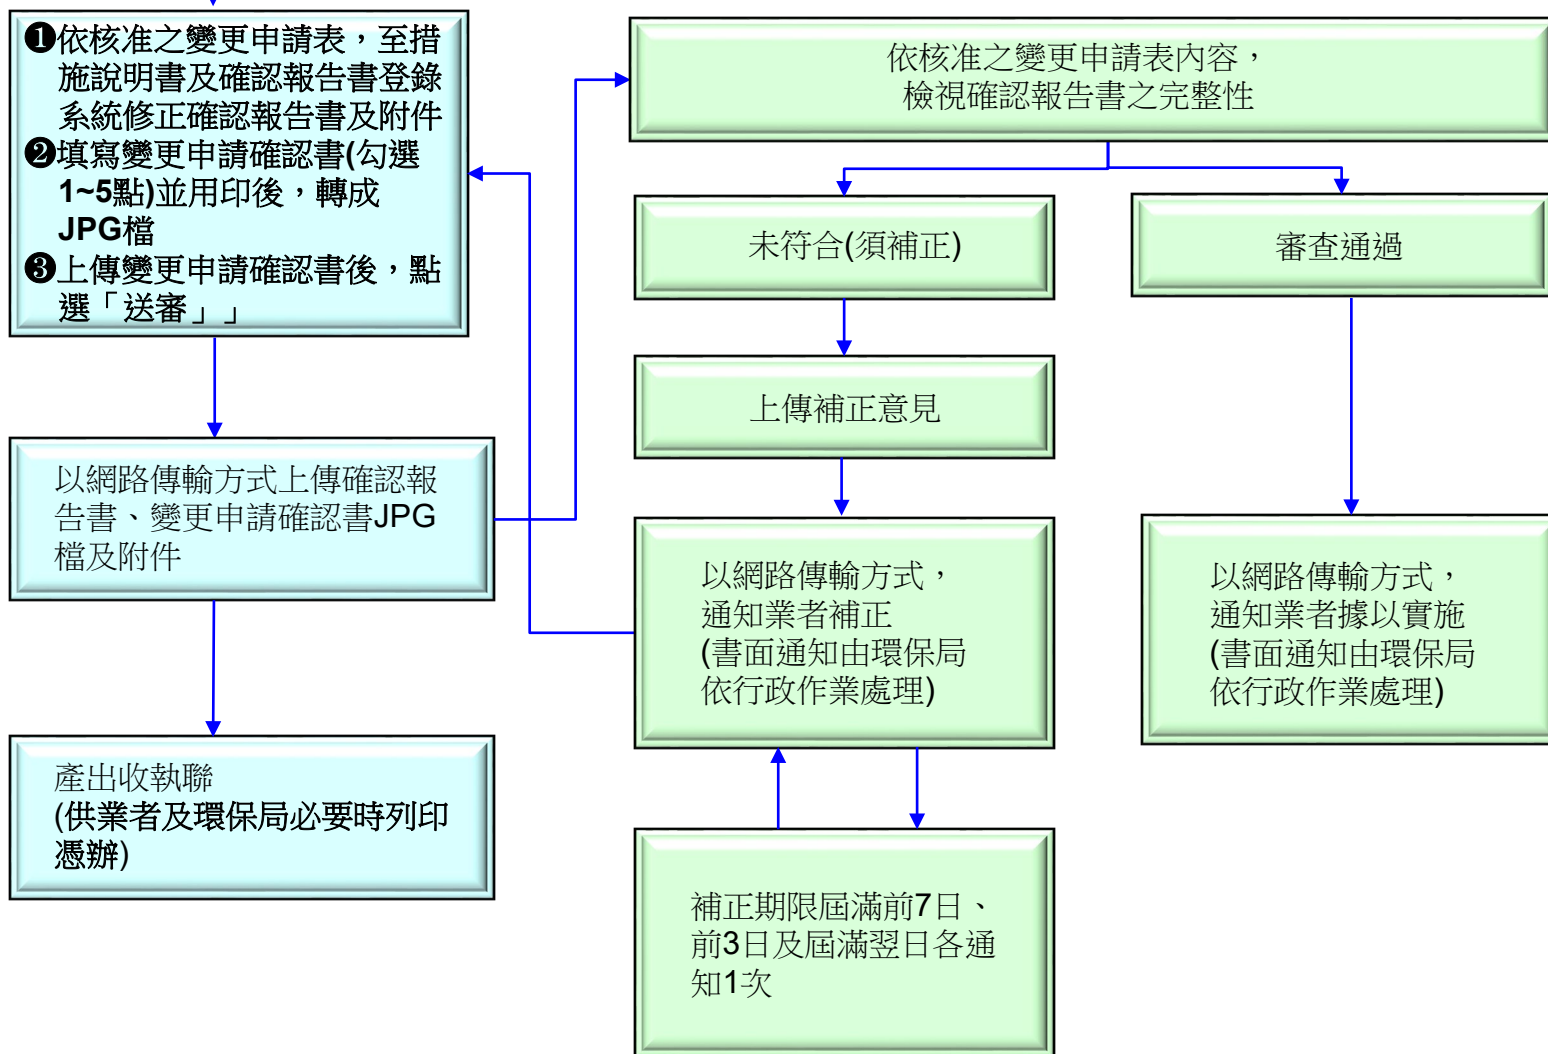 ❶依核准之變更申請表，至措
施說明書及確認報告書登錄
系統修正確認報告書及附件
❷填寫變更申請確認書(勾選
1~5點)並用印後，轉成
JPG檔
❸上傳變更申請確認書後，點
選「送審」」
以網路傳輸方式上傳確認報
告書、變更申請確認書JPG
檔及附件
產出收執聯
(供業者及環保局必要時列印
憑辦)
依核准之變更申請表內容，
檢視確認報告書之完整性
未符合(須補正)
上傳補正意見
以網路傳輸方式，
通知業者補正
(書面通知由環保局
依行政作業處理)
補正期限屆滿前7日、
前3日及屆滿翌日各通
知1次
審查通過
以網路傳輸方式，
通知業者據以實施
(書面通知由環保局
依行政作業處理)